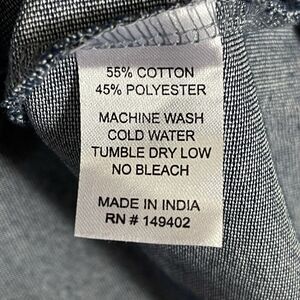 55% COTTON
45% POLYESTER
MACHINE WASH
COLD WATER
TUMBLE DRY LOW
NO BLEACH
MADE IN INDIA
RN # 149402